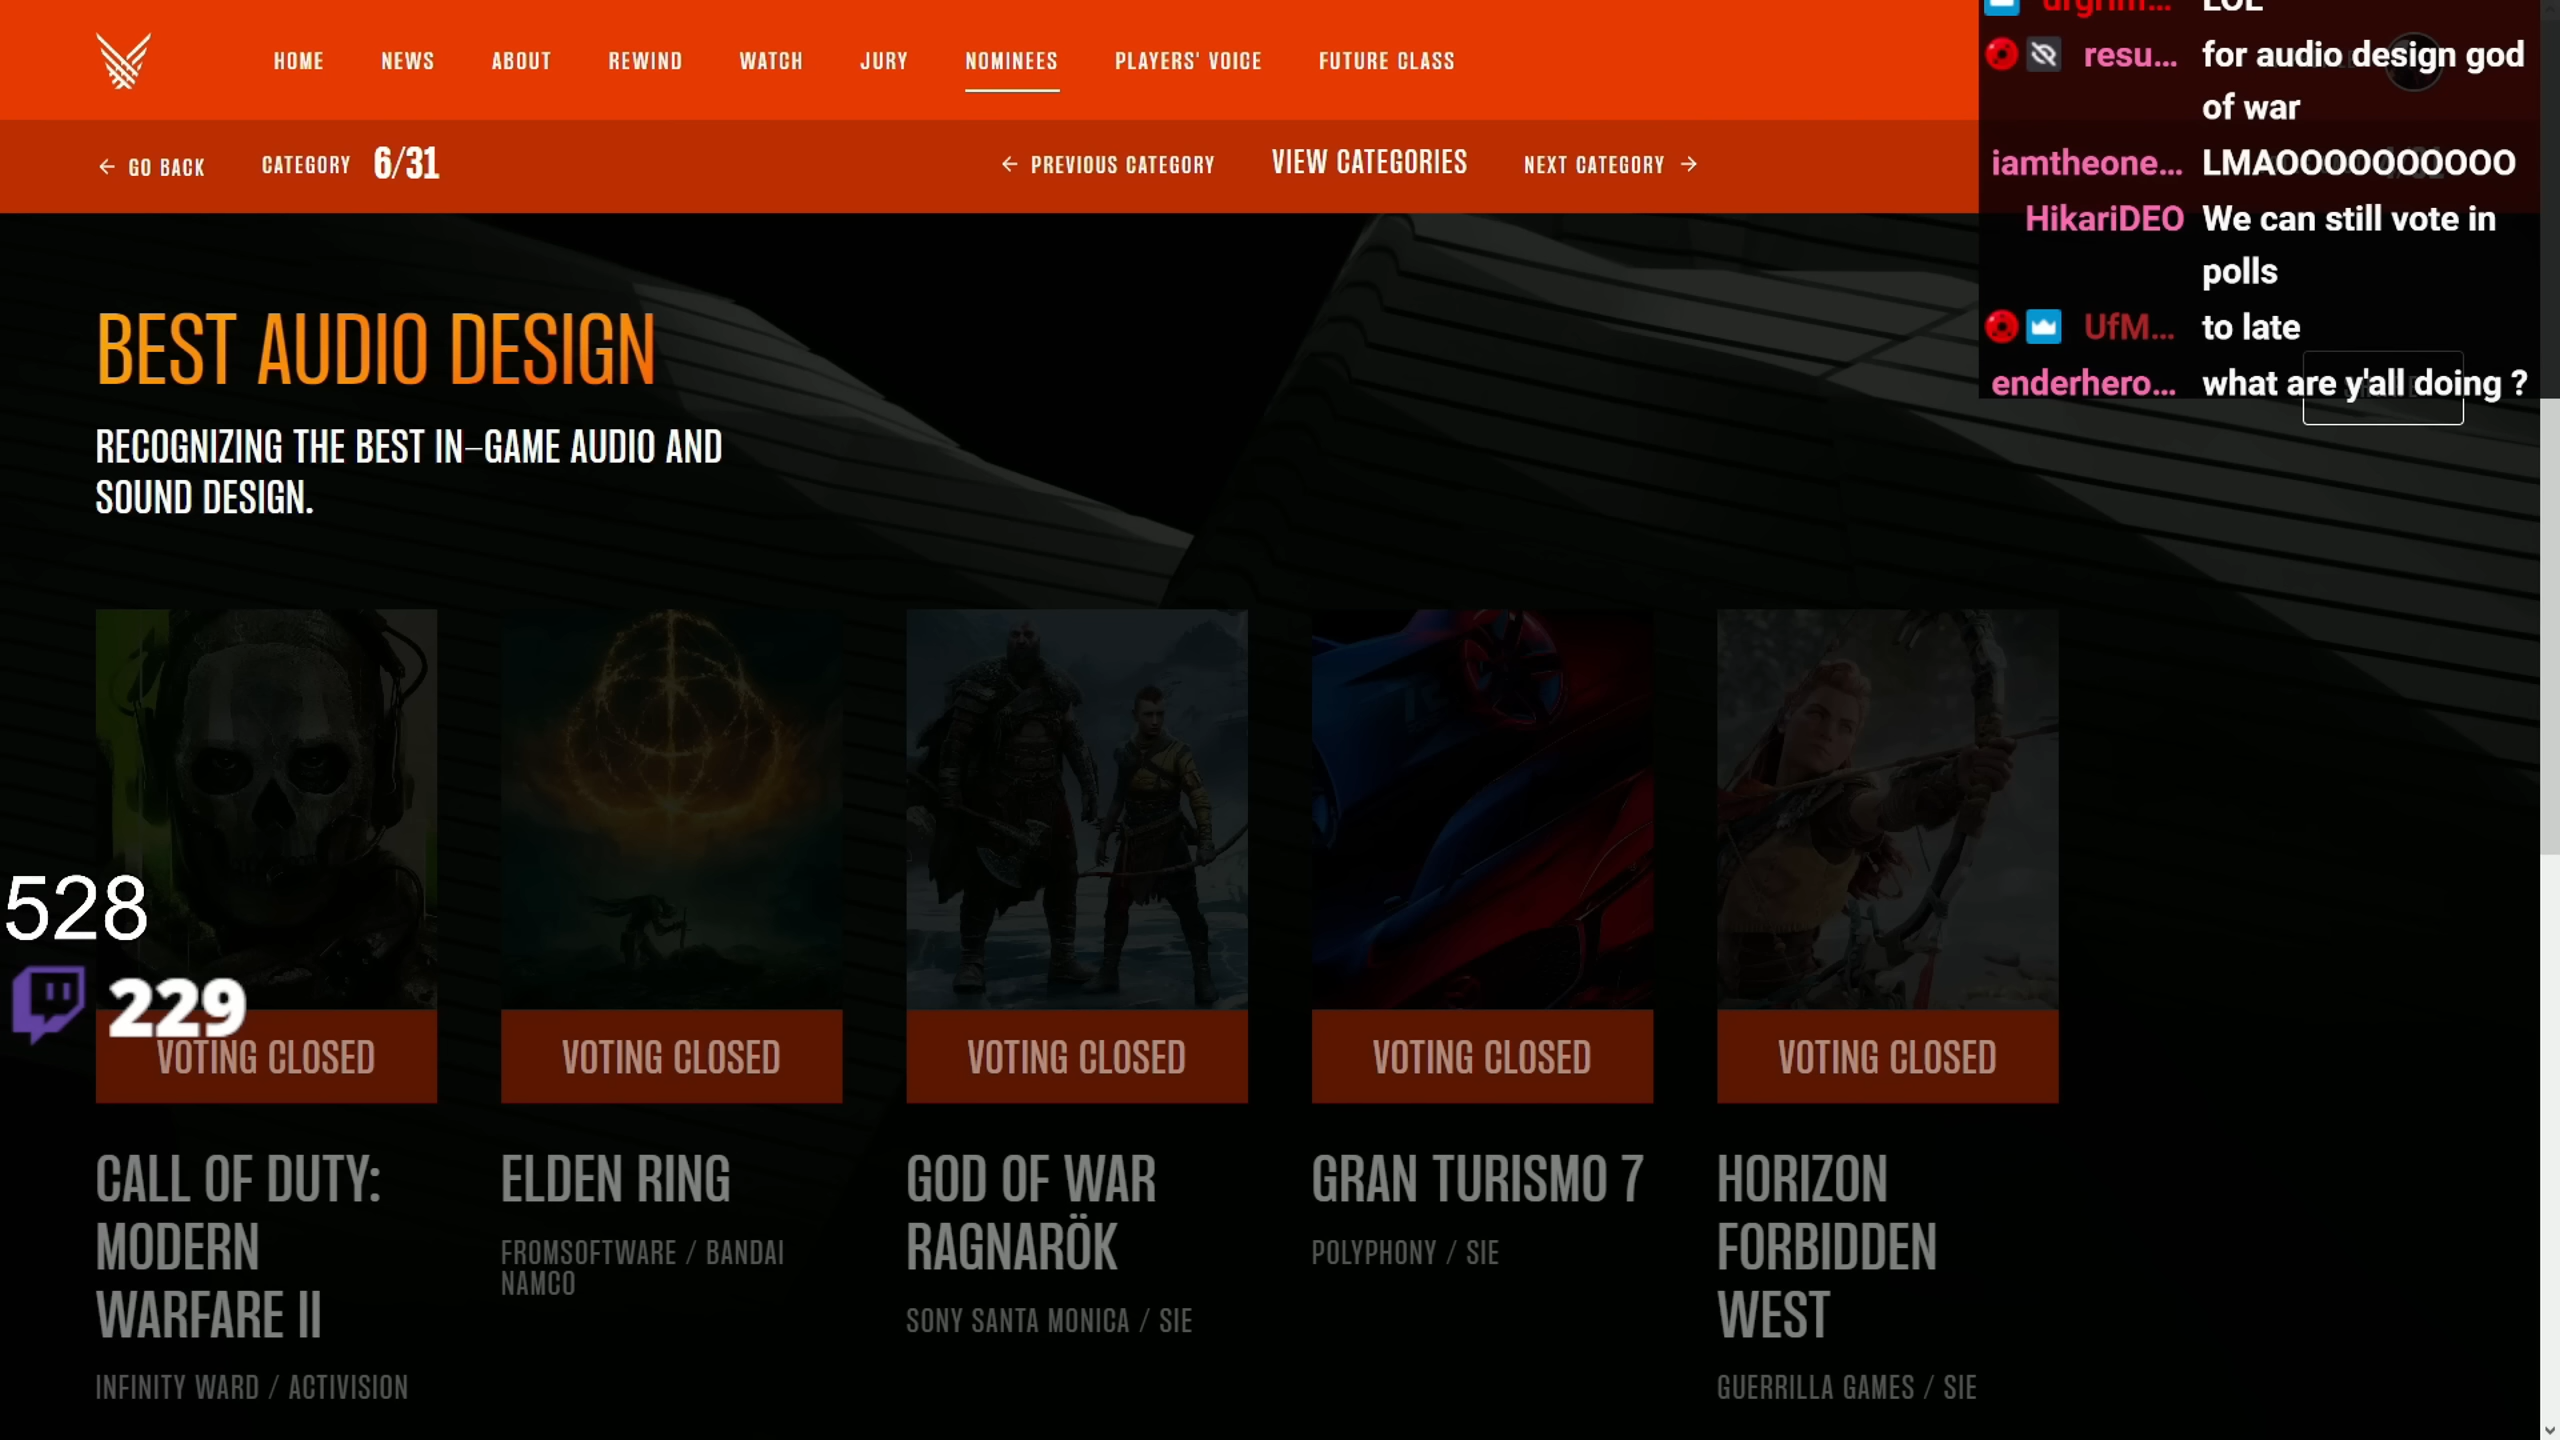 HOME NEWS ABOUT REWIND WATCH JURY NOMINEES PLAYERS' VOICE FUTURE CLASS
← GO BACK CATEGORY 6/31 ← PREVIOUS CATEGORY VIEW CATEGORIES NEXT CATEGORY →
LOL
resu... for audio design god
of war
iamtheone... LMAOOOOOOOOOO
HikariDEO We can still vote in
polls
UfM... to late
enderhero... what are y'all doing ?
BEST AUDIO DESIGN
RECOGNIZING THE BEST IN-GAME AUDIO AND
SOUND DESIGN.
528
229
VOTING CLOSED VOTING CLOSED VOTING CLOSED VOTING CLOSED VOTING CLOSED
CALL OF DUTY:
MODERN
WARFARE II
INFINITY WARD / ACTIVISION
ELDEN RING
FROMSOFTWARE / BANDAI
NAMCO
GOD OF WAR
RAGNARÖK
SONY SANTA MONICA / SIE
GRAN TURISMO 7
POLYPHONY / SIE
HORIZON
FORBIDDEN
WEST
GUERRILLA GAMES / SIE